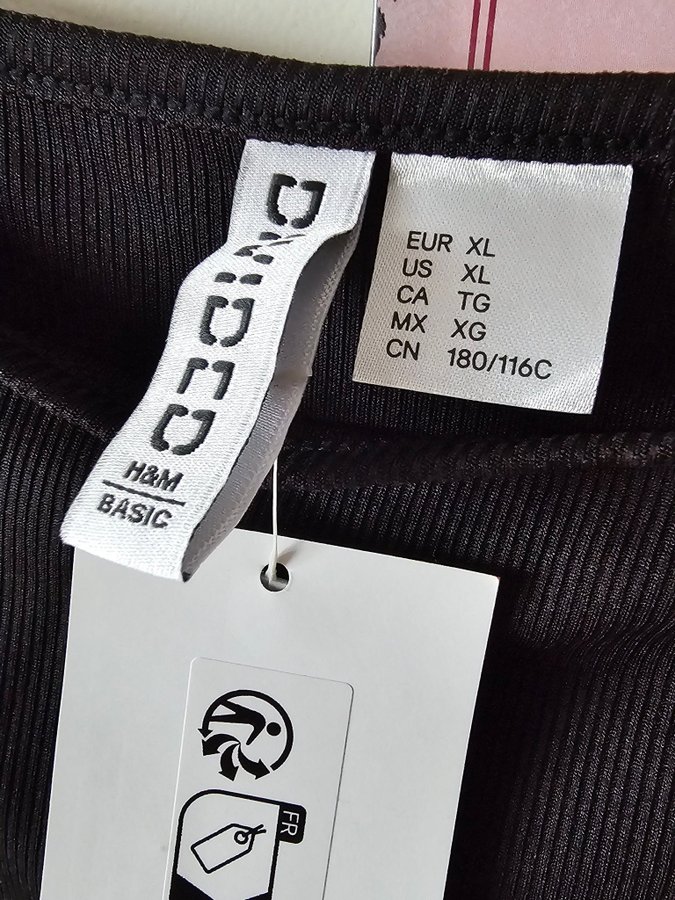 DIVIDED
H&M
BASIC
EUR XL
US XL
CA TG
MX XG
CN 180/116C
FR